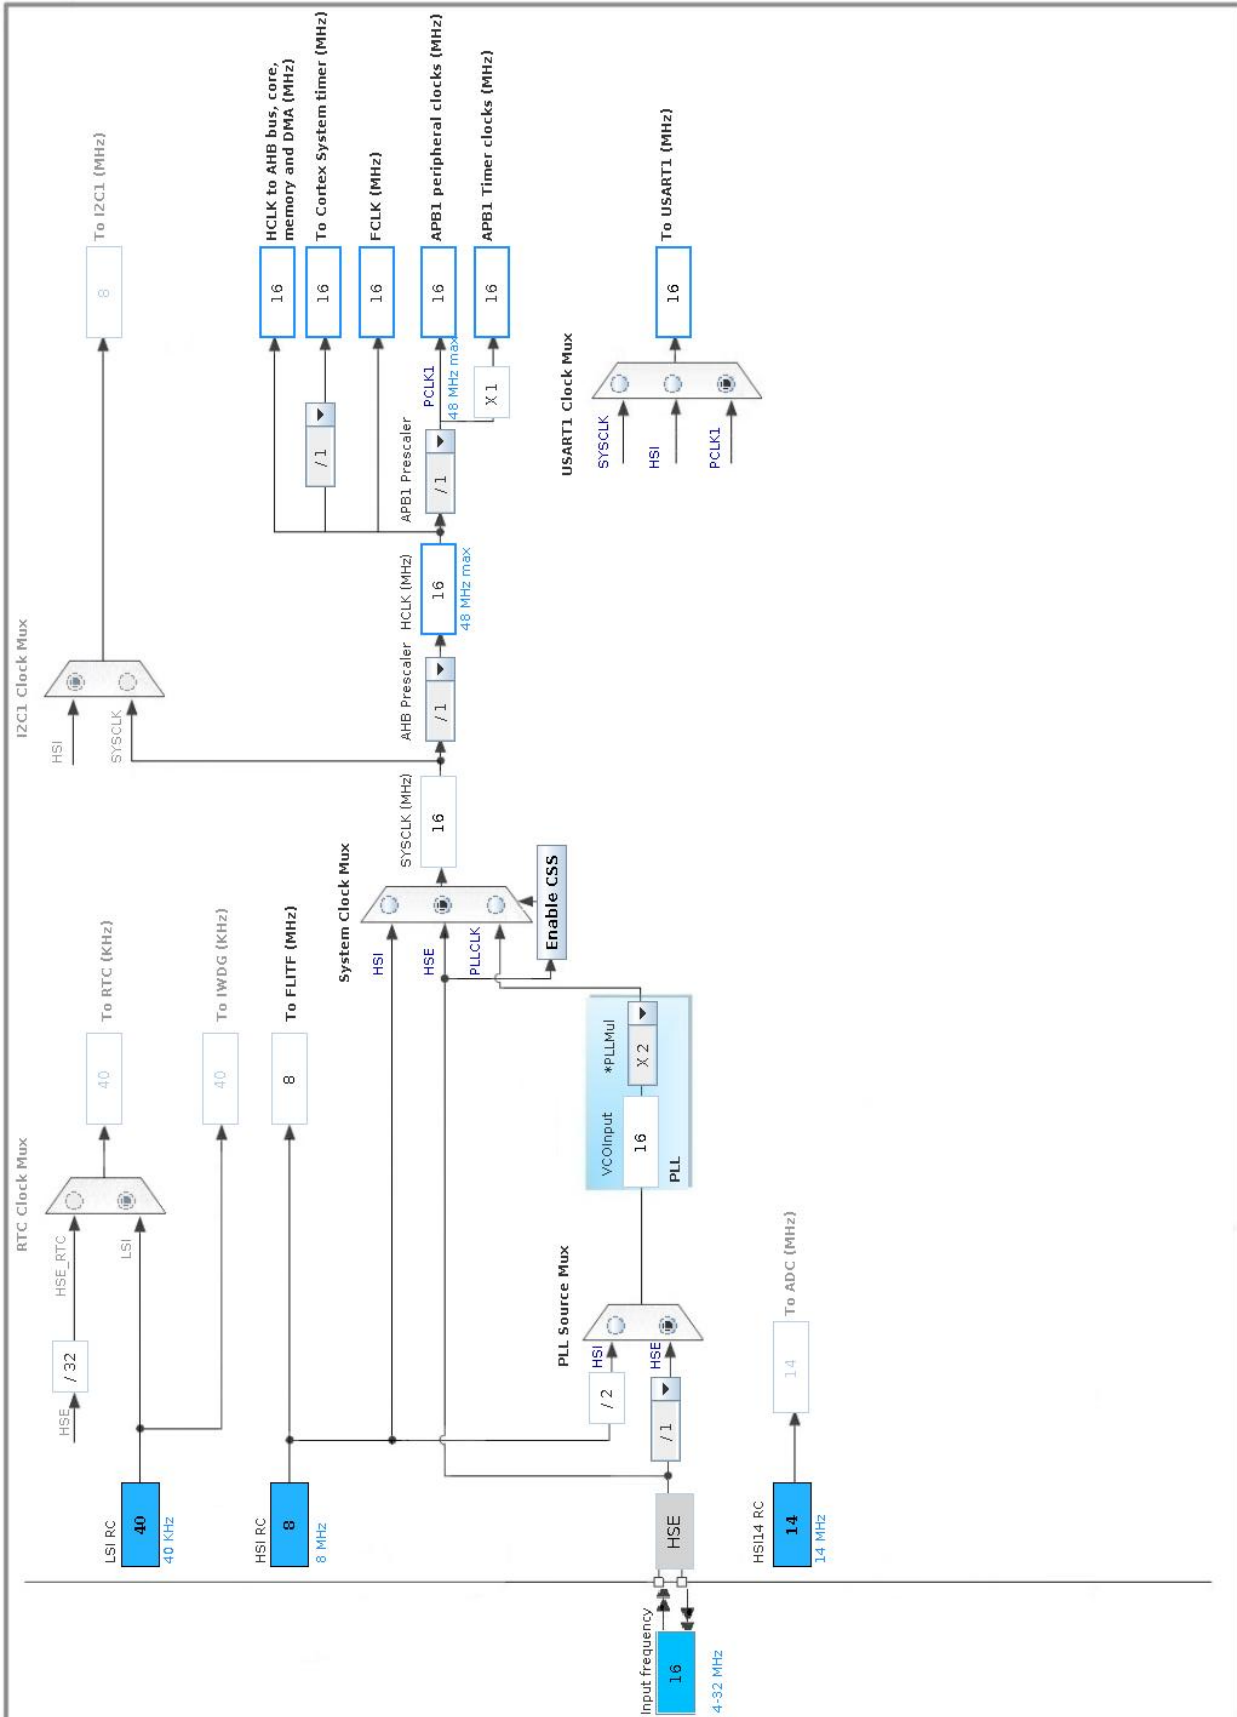 RTC Clock Mux
HSE
/ 32
HSE_RTC
LSI
40
To RTC (KHz)
LSI RC
40
40 KHz
40
To IWDG (KHz)
HSI RC
8
8 MHz
8
To FLITF (MHz)
I2C1 Clock Mux
HSI
SYSCLK
8
To I2C1 (MHz)
System Clock Mux
HSI
HSE
PLLCLK
Enable CSS
SYSCLK (MHz)
16
AHB Prescaler
/ 1
HCLK (MHz)
16
48 MHz max
APB1 Prescaler
/ 1
PCLK1
48 MHz max
/ 1
X 1
16
HCLK to AHB bus, core,
memory and DMA (MHz)
16
To Cortex System timer (MHz)
16
FCLK (MHz)
16
APB1 peripheral clocks (MHz)
16
APB1 Timer clocks (MHz)
PLL Source Mux
/ 2
HSI
HSE
/ 1
Input frequency
16
4-32 MHz
HSE
VCOInput
16
*PLLMul
X 2
PLL
USART1 Clock Mux
SYSCLK
HSI
PCLK1
16
To USART1 (MHz)
HSI14 RC
14
14 MHz
14
To ADC (MHz)